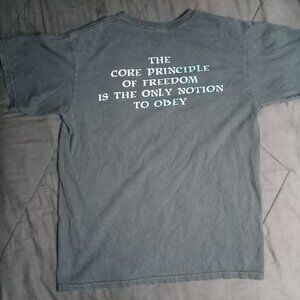 THE
CORE PRINCIPLE
OF FREEDOM
IS THE ONLY NOTION
TO OBEY